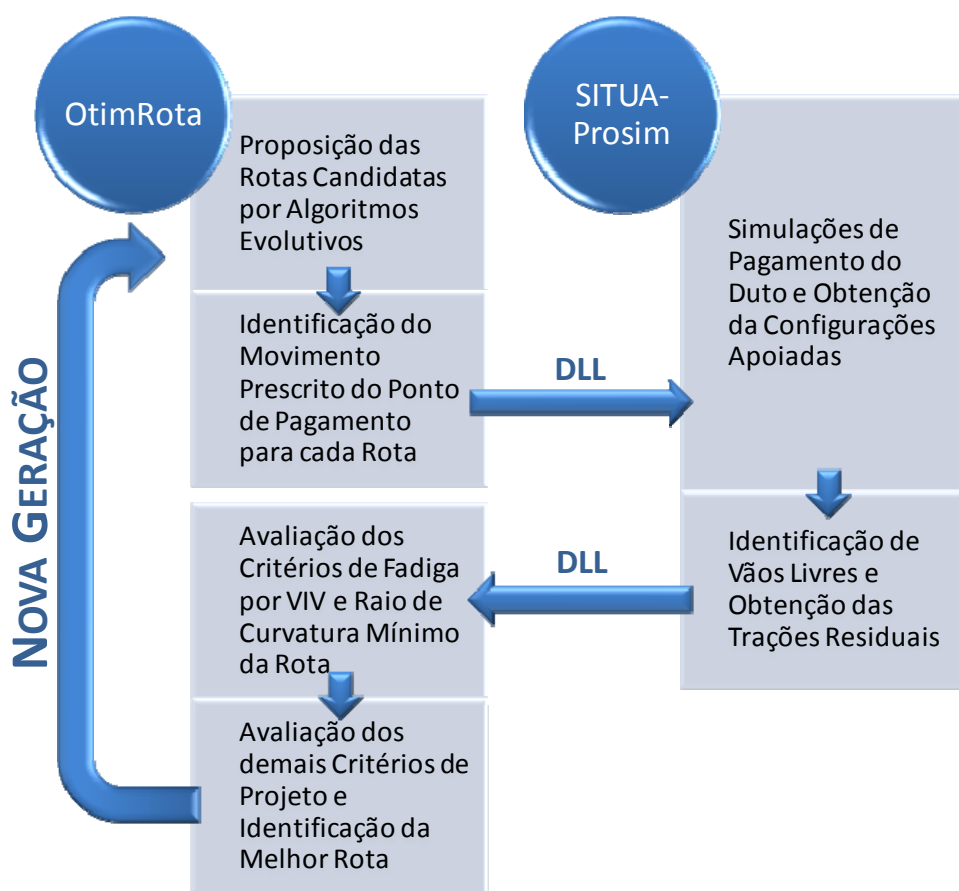 OtimRota
Proposição das
Rotas Candidatas
por Algoritmos
Evolutivos
Identificação do
Movimento
Prescrito do Ponto
de Pagamento
para cada Rota
DLL
SITUA-
Prosim
Simulações de
Pagamento do
Duto e Obtenção
da Configurações
Apoiadas
Identificação de
Vãos Livres e
Obtenção das
Trações Residuais
DLL
Avaliação dos
Critérios de Fadiga
por VIV e Raio de
Curvatura Mínimo
da Rota
Avaliação dos
demais Critérios de
Projeto e
Identificação da
Melhor Rota
NOVA GERAÇÃO